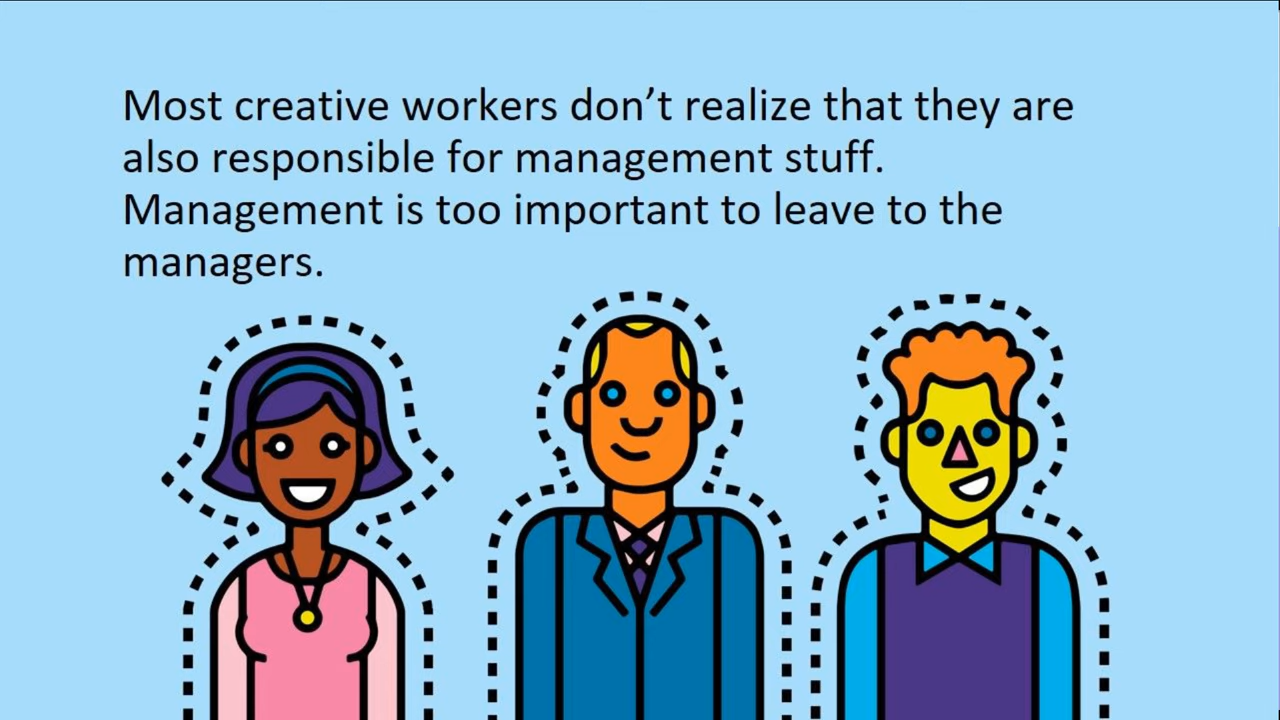 Most creative workers don’t realize that they are
also responsible for management stuff.
Management is too important to leave to the
managers.